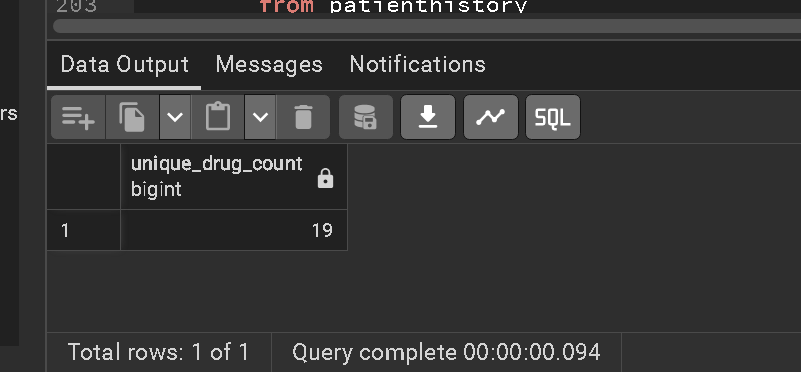 203 from patienthistory
Data Output Messages Notifications
rs
SQL
unique_drug_count
bigint
1 19
Total rows: 1 of 1 Query complete 00:00:00.094